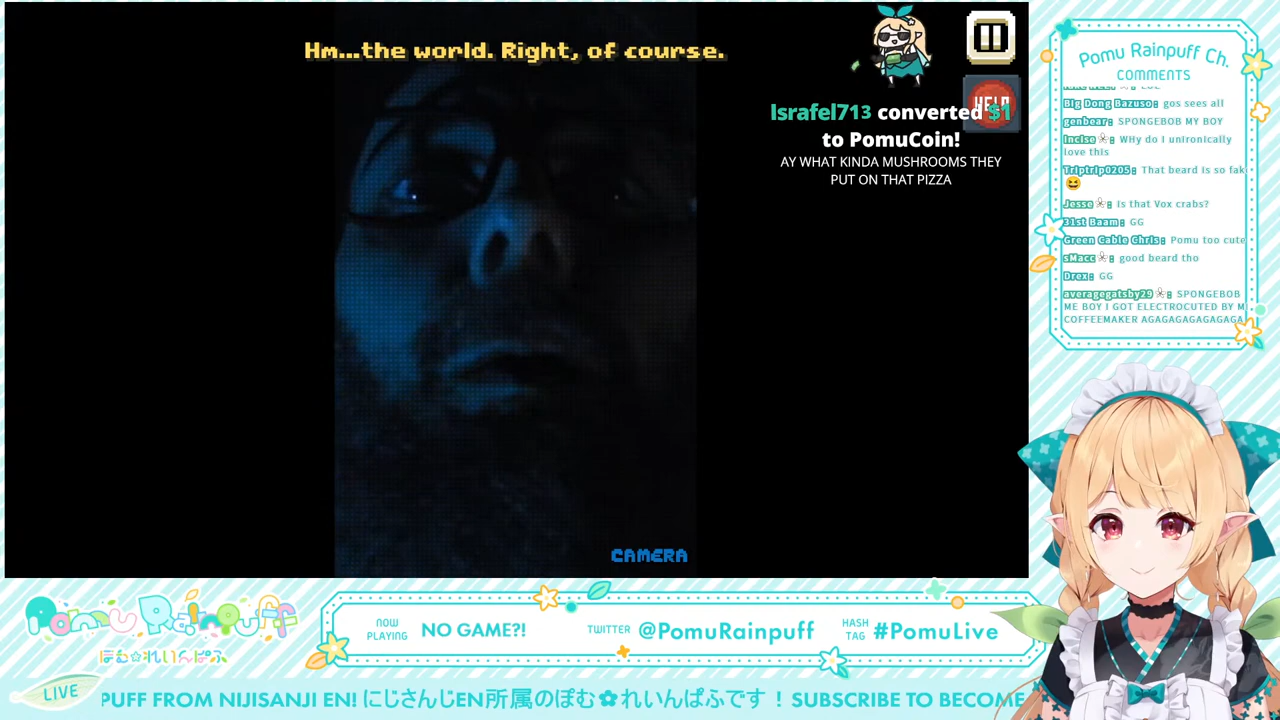 Hm...the world. Right, of course.
HELP
Israfel713 converted $1
to PomuCoin!
AY WHAT KINDA MUSHROOMS THEY
PUT ON THAT PIZZA
CAMERA
Pomu Rainpuff Ch.
COMMENTS
Big Dong Bazuso: gos sees all
genbear: SPONGEBOB MY BOY
Incise: WHy do I unironically
love this
Triptrip0205: That beard is so fak
Jesse: Is that Vox crabs?
31st Baam: GG
Green Cable Chris: Pomu too cute
sMacc: good beard tho
Drex: GG
averagegatsby29: SPONGEBOB
ME BOY I GOT ELECTROCUTED BY M
COFFEEMAKER AGAGAGAGAGAGAGA
Pomu Rainpuff
ぽむ☆れいんぱふ
NOW
PLAYING
NO GAME?!
TWITTER @PomuRainpuff
HASH
TAG #PomuLive
LIVE
PUFF FROM NIJISANJI EN! にじさんじEN所属のぽむ✿れいんぱふです！ SUBSCRIBE TO BECOME